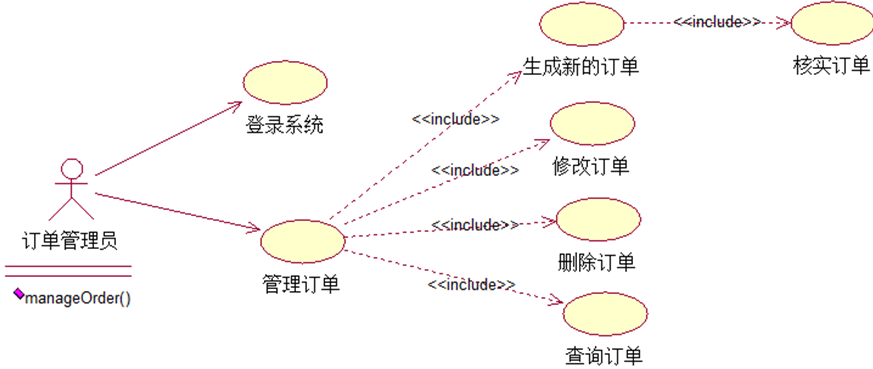 <<include>>
生成新的订单
核实订单
登录系统
<<include>>
修改订单
<<include>>
订单管理员
<<include>>
删除订单
管理订单
<<include>>
manageOrder()
查询订单